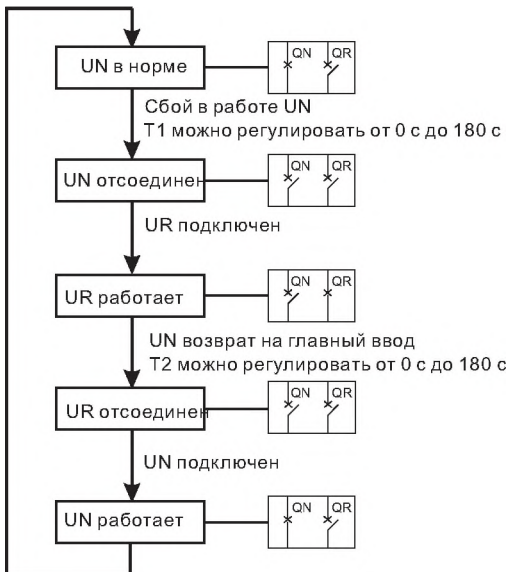 UN в норме
QN QR
Сбой в работе UN
T1 можно регулировать от 0 с до 180 с
UN отсоединен
QN QR
UR подключен
UR работает
QN QR
UN возврат на главный ввод
T2 можно регулировать от 0 с до 180 с
UR отсоединен
QN QR
UN подключен
UN работает
QN QR